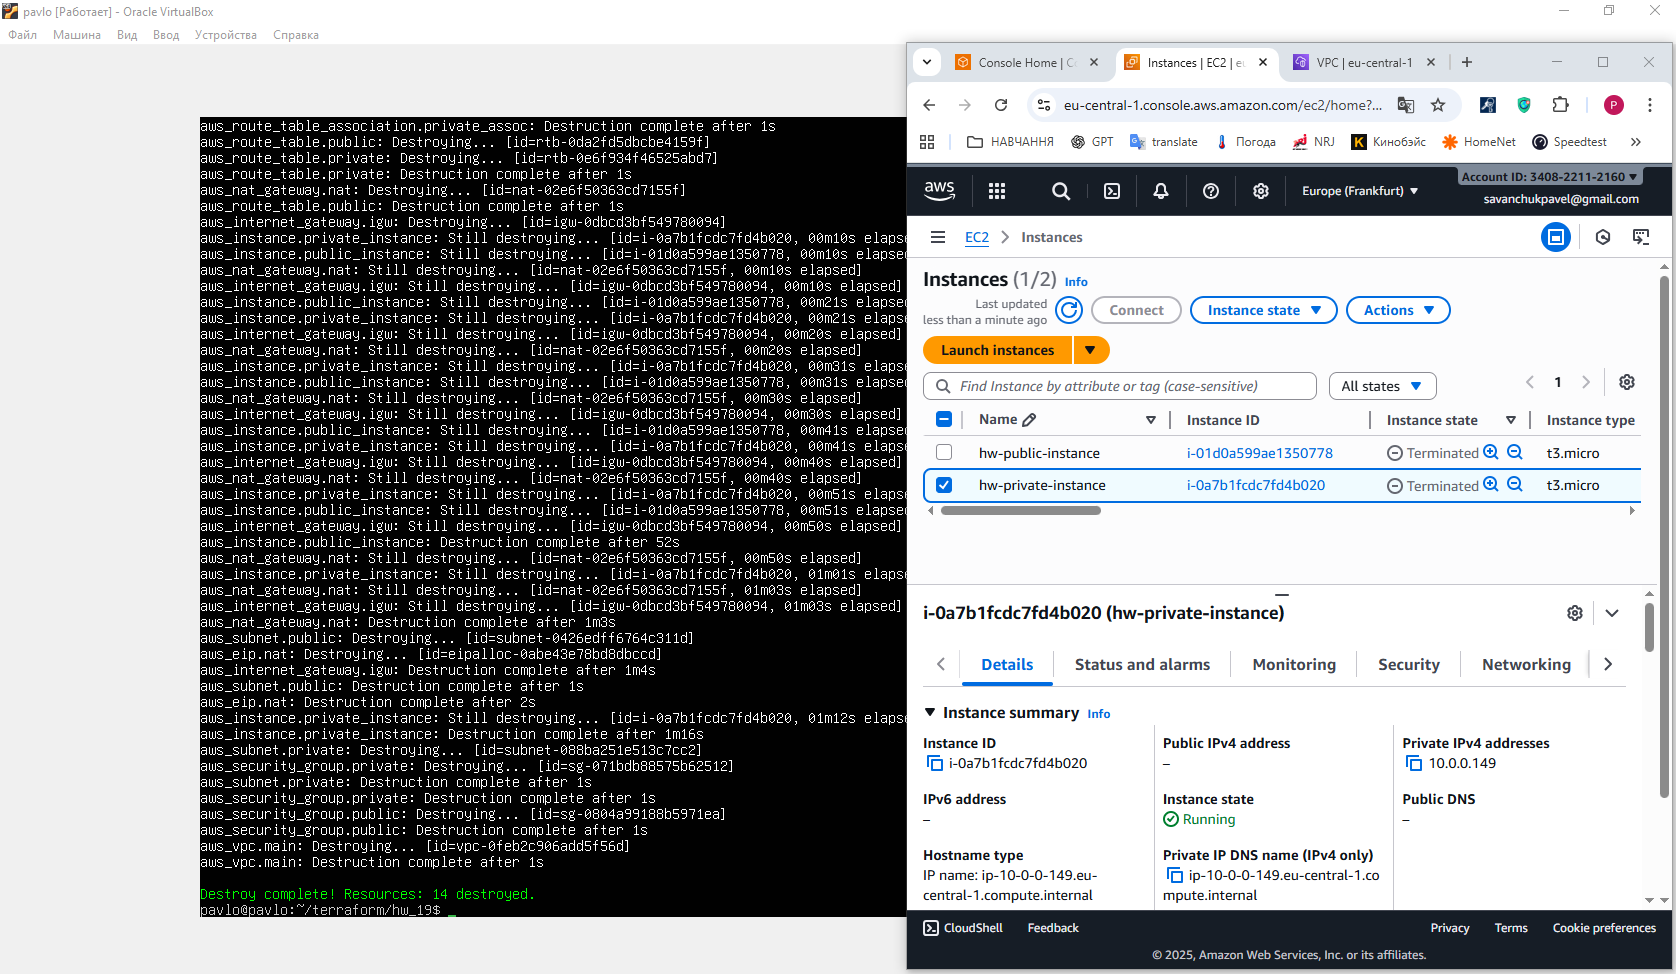 pavlo [Работает] - Oracle VirtualBox
Файл Машина Вид Ввод Устройства Справка
aws_route_table_association.private_assoc: Destruction complete after 1s
aws_route_table.public: Destroying... [id=rtb-0da2fd5dbcbe4159f]
aws_route_table.private: Destroying... [id=rtb-0e6f934f46525abd7]
aws_route_table.private: Destruction complete after 1s
aws_nat_gateway.nat: Destroying... [id=nat-02e6f50363cd7155f]
aws_route_table.public: Destruction complete after 1s
aws_internet_gateway.igw: Destroying... [id=igw-0dbcd3bf549780094]
aws_instance.private_instance: Still destroying... [id=i-0a7b1fcdc7fd4b020, 00m10s elapse
aws_instance.public_instance: Still destroying... [id=i-01d0a599ae1350778, 00m10s elapsed
aws_nat_gateway.nat: Still destroying... [id=nat-02e6f50363cd7155f, 00m10s elapsed]
aws_internet_gateway.igw: Still destroying... [id=igw-0dbcd3bf549780094, 00m10s elapsed]
aws_instance.public_instance: Still destroying... [id=i-01d0a599ae1350778, 00m21s elapsed
aws_instance.private_instance: Still destroying... [id=i-0a7b1fcdc7fd4b020, 00m21s elapse
aws_internet_gateway.igw: Still destroying... [id=igw-0dbcd3bf549780094, 00m20s elapsed]
aws_nat_gateway.nat: Still destroying... [id=nat-02e6f50363cd7155f, 00m20s elapsed]
aws_instance.private_instance: Still destroying... [id=i-0a7b1fcdc7fd4b020, 00m31s elapse
aws_instance.public_instance: Still destroying... [id=i-01d0a599ae1350778, 00m31s elapsed
aws_nat_gateway.nat: Still destroying... [id=nat-02e6f50363cd7155f, 00m30s elapsed]
aws_internet_gateway.igw: Still destroying... [id=igw-0dbcd3bf549780094, 00m30s elapsed]
aws_instance.public_instance: Still destroying... [id=i-01d0a599ae1350778, 00m41s elapsed
aws_instance.private_instance: Still destroying... [id=i-0a7b1fcdc7fd4b020, 00m41s elapse
aws_internet_gateway.igw: Still destroying... [id=igw-0dbcd3bf549780094, 00m40s elapsed]
aws_nat_gateway.nat: Still destroying... [id=nat-02e6f50363cd7155f, 00m40s elapsed]
aws_instance.private_instance: Still destroying... [id=i-0a7b1fcdc7fd4b020, 00m51s elapse
aws_instance.public_instance: Still destroying... [id=i-01d0a599ae1350778, 00m51s elapsed
aws_internet_gateway.igw: Still destroying... [id=igw-0dbcd3bf549780094, 00m50s elapsed]
aws_instance.public_instance: Destruction complete after 52s
aws_nat_gateway.nat: Still destroying... [id=nat-02e6f50363cd7155f, 00m50s elapsed]
aws_instance.private_instance: Still destroying... [id=i-0a7b1fcdc7fd4b020, 01m01s elapse
aws_nat_gateway.nat: Still destroying... [id=nat-02e6f50363cd7155f, 01m03s elapsed]
aws_internet_gateway.igw: Still destroying... [id=igw-0dbcd3bf549780094, 01m03s elapsed]
aws_nat_gateway.nat: Destruction complete after 1m3s
aws_subnet.public: Destroying... [id=subnet-0426edff6764c311d]
aws_eip.nat: Destroying... [id=eipalloc-0abe43e78bd8dbccd]
aws_internet_gateway.igw: Destruction complete after 1m4s
aws_subnet.public: Destruction complete after 1s
aws_eip.nat: Destruction complete after 2s
aws_instance.private_instance: Still destroying... [id=i-0a7b1fcdc7fd4b020, 01m12s elapse
aws_instance.private_instance: Destruction complete after 1m16s
aws_subnet.private: Destroying... [id=subnet-088ba251e513c7cc2]
aws_security_group.private: Destroying... [id=sg-071bdb88575b62512]
aws_subnet.private: Destruction complete after 1s
aws_security_group.private: Destruction complete after 1s
aws_security_group.public: Destroying... [id=sg-0804a99188b5971ea]
aws_security_group.public: Destruction complete after 1s
aws_vpc.main: Destroying... [id=vpc-0feb2c906add5f56d]
aws_vpc.main: Destruction complete after 1s
Destroy complete! Resources: 14 destroyed.
pavlo@pavlo:~/terraform/hw_19$ _
Console Home | Co Instances | EC2 | eu VPC | eu-central-1
eu-central-1.console.aws.amazon.com/ec2/home?... P
НАВЧАННЯ GPT translate Погода NRJ Кинобэйс HomeNet Speedtest »
aws Europe (Frankfurt) Account ID: 3408-2211-2160
savanchukpavel@gmail.com
EC2 Instances
Instances (1/2) Info
Last updated
less than a minute ago
Connect Instance state Actions
Launch instances
Find Instance by attribute or tag (case-sensitive) All states 1
Name Instance ID Instance state Instance type
hw-public-instance i-01d0a599ae1350778 Terminated t3.micro
hw-private-instance i-0a7b1fcdc7fd4b020 Terminated t3.micro
i-0a7b1fcdc7fd4b020 (hw-private-instance)
Details Status and alarms Monitoring Security Networking
Instance summary Info
Instance ID
i-0a7b1fcdc7fd4b020
Public IPv4 address
–
Private IPv4 addresses
10.0.0.149
IPv6 address
–
Instance state
Running
Public DNS
–
Hostname type
IP name: ip-10-0-0-149.eu-
central-1.compute.internal
Private IP DNS name (IPv4 only)
ip-10-0-0-149.eu-central-1.co
mpute.internal
CloudShell Feedback Privacy Terms Cookie preferences
© 2025, Amazon Web Services, Inc. or its affiliates.